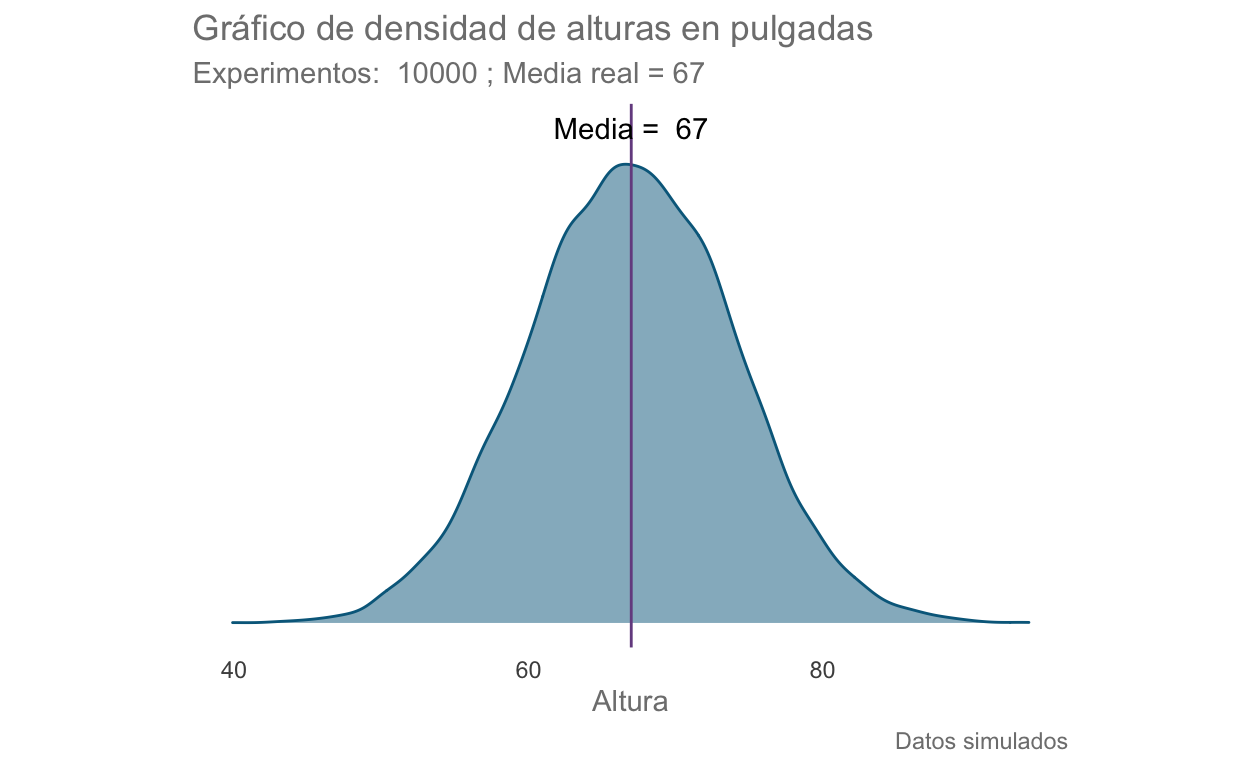 Gráfico de densidad de alturas en pulgadas
Experimentos:  10000 ; Media real = 67
Media =  67
40 60 80
Altura
Datos simulados